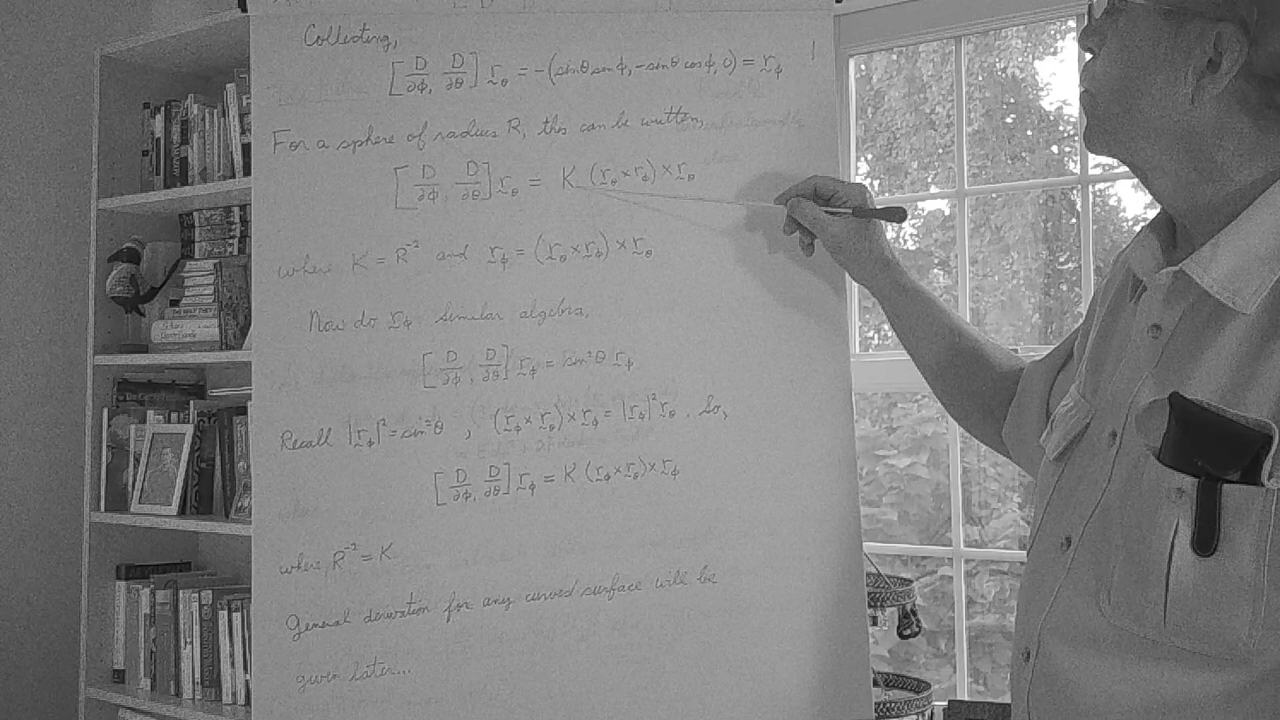 Collecting,
[D/∂φ, D/∂θ] r_θ = -(sinθ sinφ, -sinθ cosφ, 0) = r_φ
For a sphere of radius R, this can be written,
[D/∂φ, D/∂θ] r_θ = K (r_θ × r_φ) × r_θ
where K = R⁻² and r_φ = (r_θ × r_φ) × r_θ
Now do r_φ similar algebra,
[D/∂φ, D/∂θ] r_φ = sin²θ r_θ
Recall |r_φ|² = sin²θ , (r_φ × r_θ) × r_φ = |r_φ|² r_θ . So,
[D/∂φ, D/∂θ] r_φ = K (r_φ × r_θ) × r_φ
where R⁻² = K
General derivation for any curved surface will be
given later...